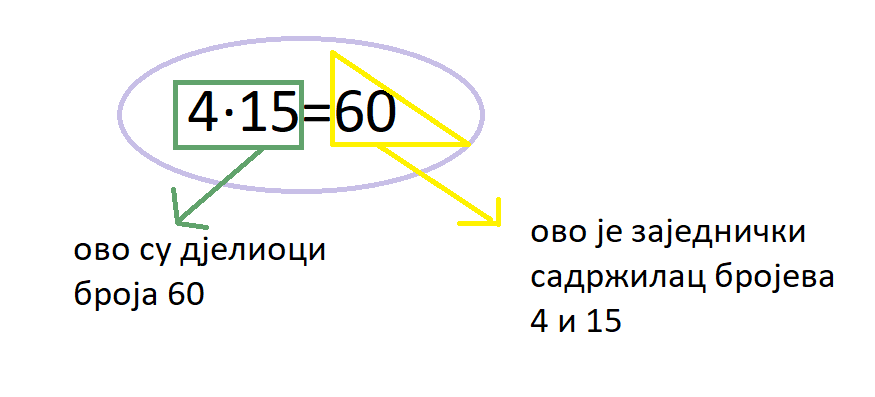 4·15=60
ово су дјелиоци
броја 60
ово је заједнички
садржилац бројева
4 и 15